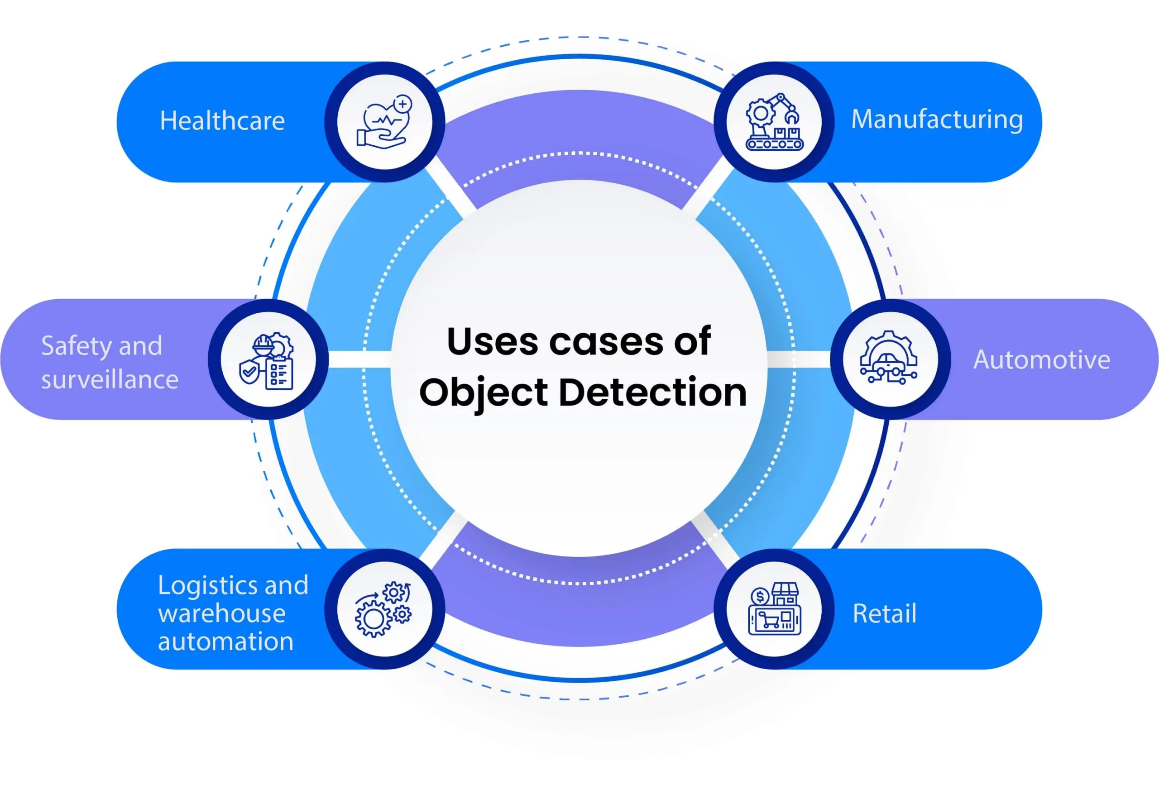 Healthcare
Manufacturing
Safety and
surveillance
Uses cases of
Object Detection
Automotive
Logistics and
warehouse
automation
Retail
$